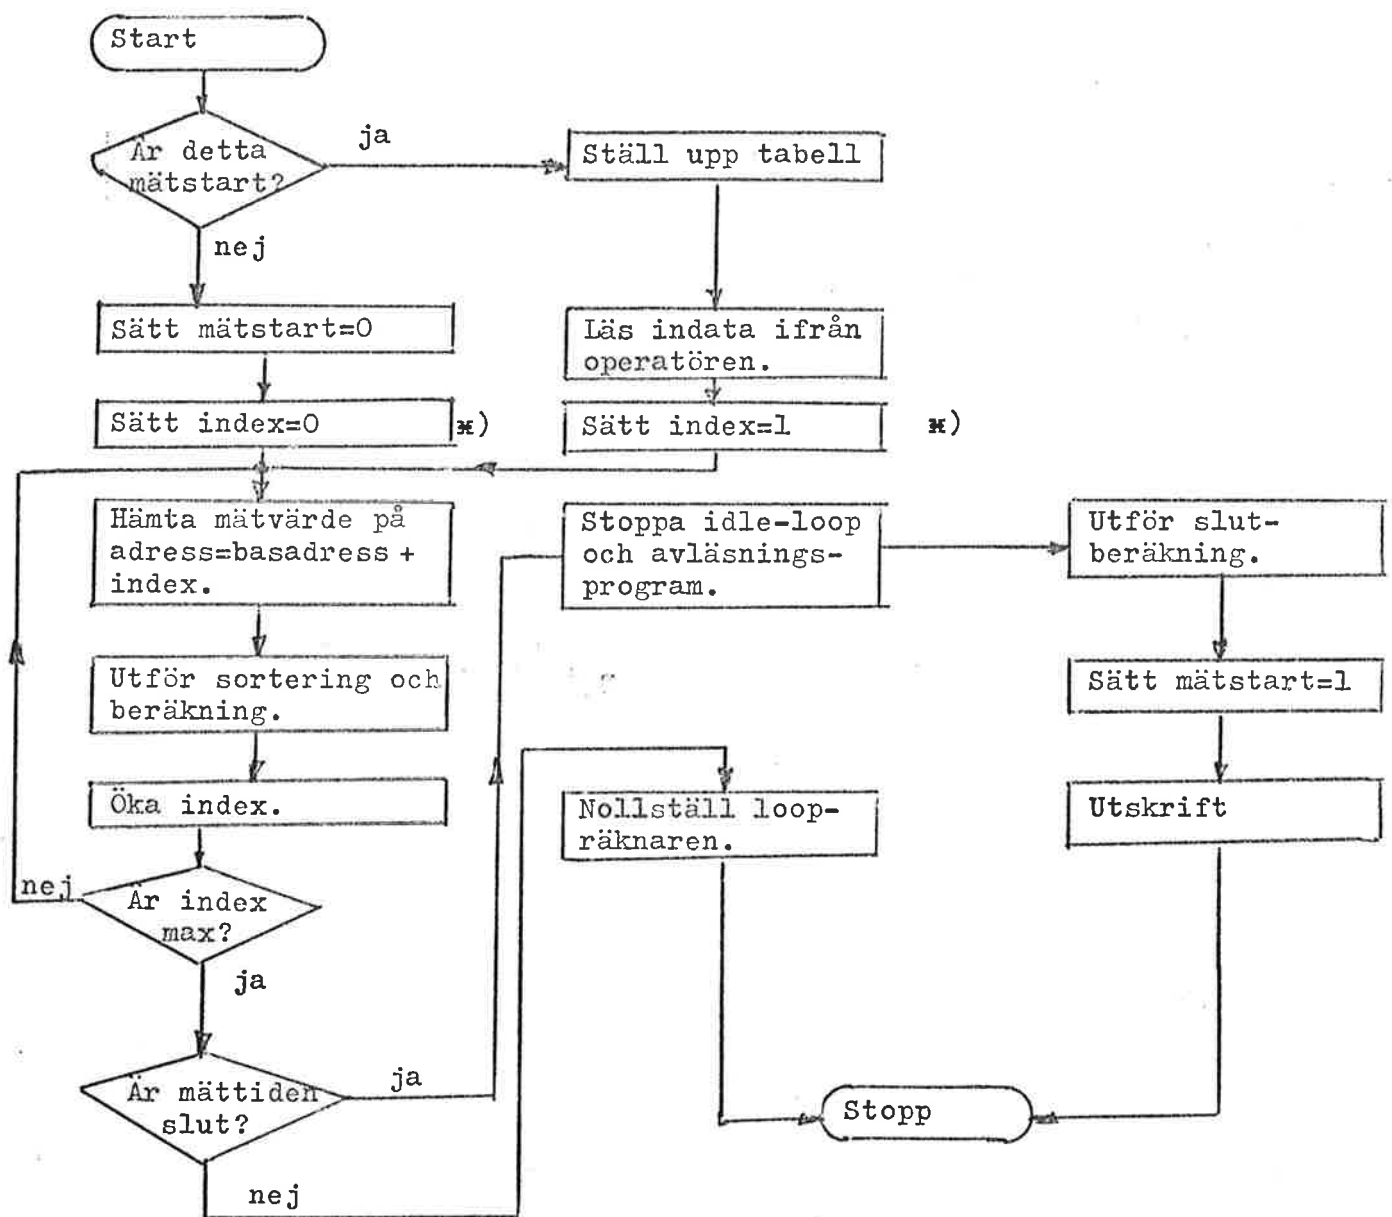 Start
Är detta
mätstart?
ja
nej
Ställ upp tabell
Sätt mätstart=0
Läs indata ifrån
operatören.
Sätt index=0
ж)
Sätt index=1
ж)
Hämta mätvärde på
adress=basadress +
index.
Stoppa idle-loop
och avläsnings-
program.
Utför slut-
beräkning.
Utför sortering och
beräkning.
Sätt mätstart=1
Öka index.
Nollställ loop-
räknaren.
Utskrift
nej
Är index
max?
ja
Är mättiden
slut?
ja
nej
Stopp